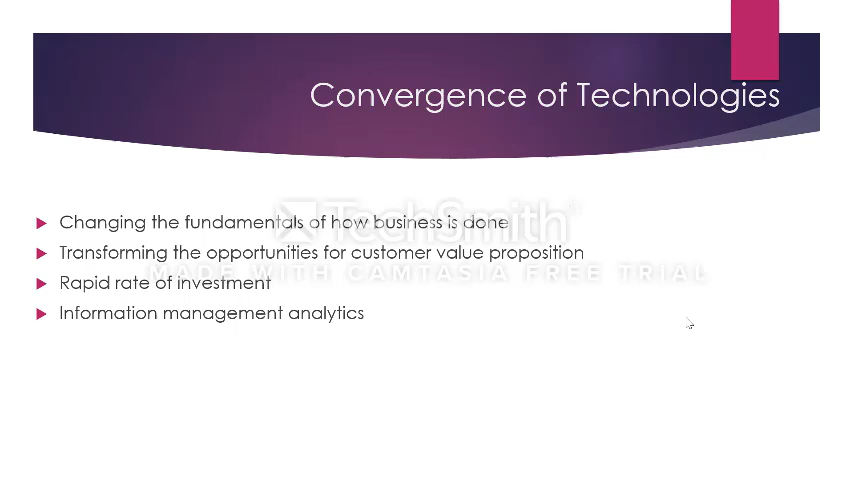 Convergence of Technologies
Changing the fundamentals of how business is done
Transforming the opportunities for customer value proposition
Rapid rate of investment
Information management analytics
TechSmith
MADE WITH CAMTASIA FREE TRIAL